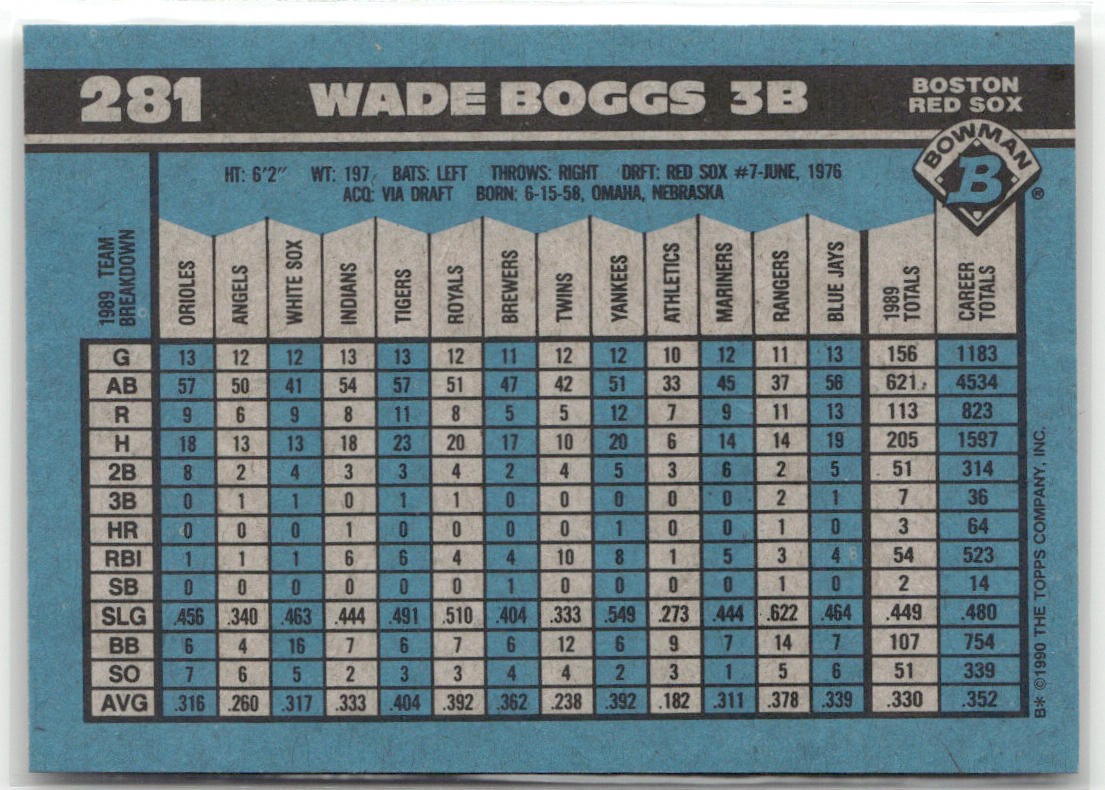 281 WADE BOGGS 3B BOSTON RED SOX
BOWMAN
B
®
HT: 6'2" WT: 197 BATS: LEFT THROWS: RIGHT DRFT: RED SOX #7-JUNE, 1976
ACQ: VIA DRAFT BORN: 6-15-58, OMAHA, NEBRASKA
1989 TEAM BREAKDOWN ORIOLES ANGELS WHITE SOX INDIANS TIGERS ROYALS BREWERS TWINS YANKEES ATHLETICS MARINERS RANGERS BLUE JAYS 1989 TOTALS CAREER TOTALS
G 13 12 12 13 13 12 11 12 12 10 12 11 13 156 1183
AB 57 50 41 54 57 51 47 42 51 33 45 37 56 621 4534
R 9 6 9 8 11 8 5 5 12 7 9 11 13 113 823
H 18 13 13 18 23 20 17 10 20 6 14 14 19 205 1597
2B 8 2 4 3 3 4 2 4 5 3 6 2 5 51 314
3B 0 1 1 0 1 1 0 0 0 0 0 2 1 7 36
HR 0 0 0 1 0 0 0 0 1 0 0 1 0 3 64
RBI 1 1 1 6 6 4 4 10 8 1 5 3 4 54 523
SB 0 0 0 0 0 0 1 0 0 0 0 1 0 2 14
SLG .456 .340 .463 .444 .491 .510 .404 .333 .549 .273 .444 .622 .464 .449 .480
BB 6 4 16 7 6 7 6 12 6 9 7 14 7 107 754
SO 7 6 5 2 3 3 4 4 2 3 1 5 6 51 339
AVG .316 .260 .317 .333 .404 .392 .362 .238 .392 .182 .311 .378 .339 .330 .352
B* ©1990 THE TOPPS COMPANY, INC.